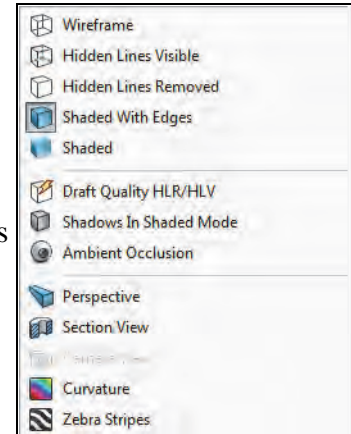 Wireframe
Hidden Lines Visible
Hidden Lines Removed
Shaded With Edges
Shaded
Draft Quality HLR/HLV
Shadows In Shaded Mode
s
Ambient Occlusion
Perspective
Section View
Curvature
Zebra Stripes